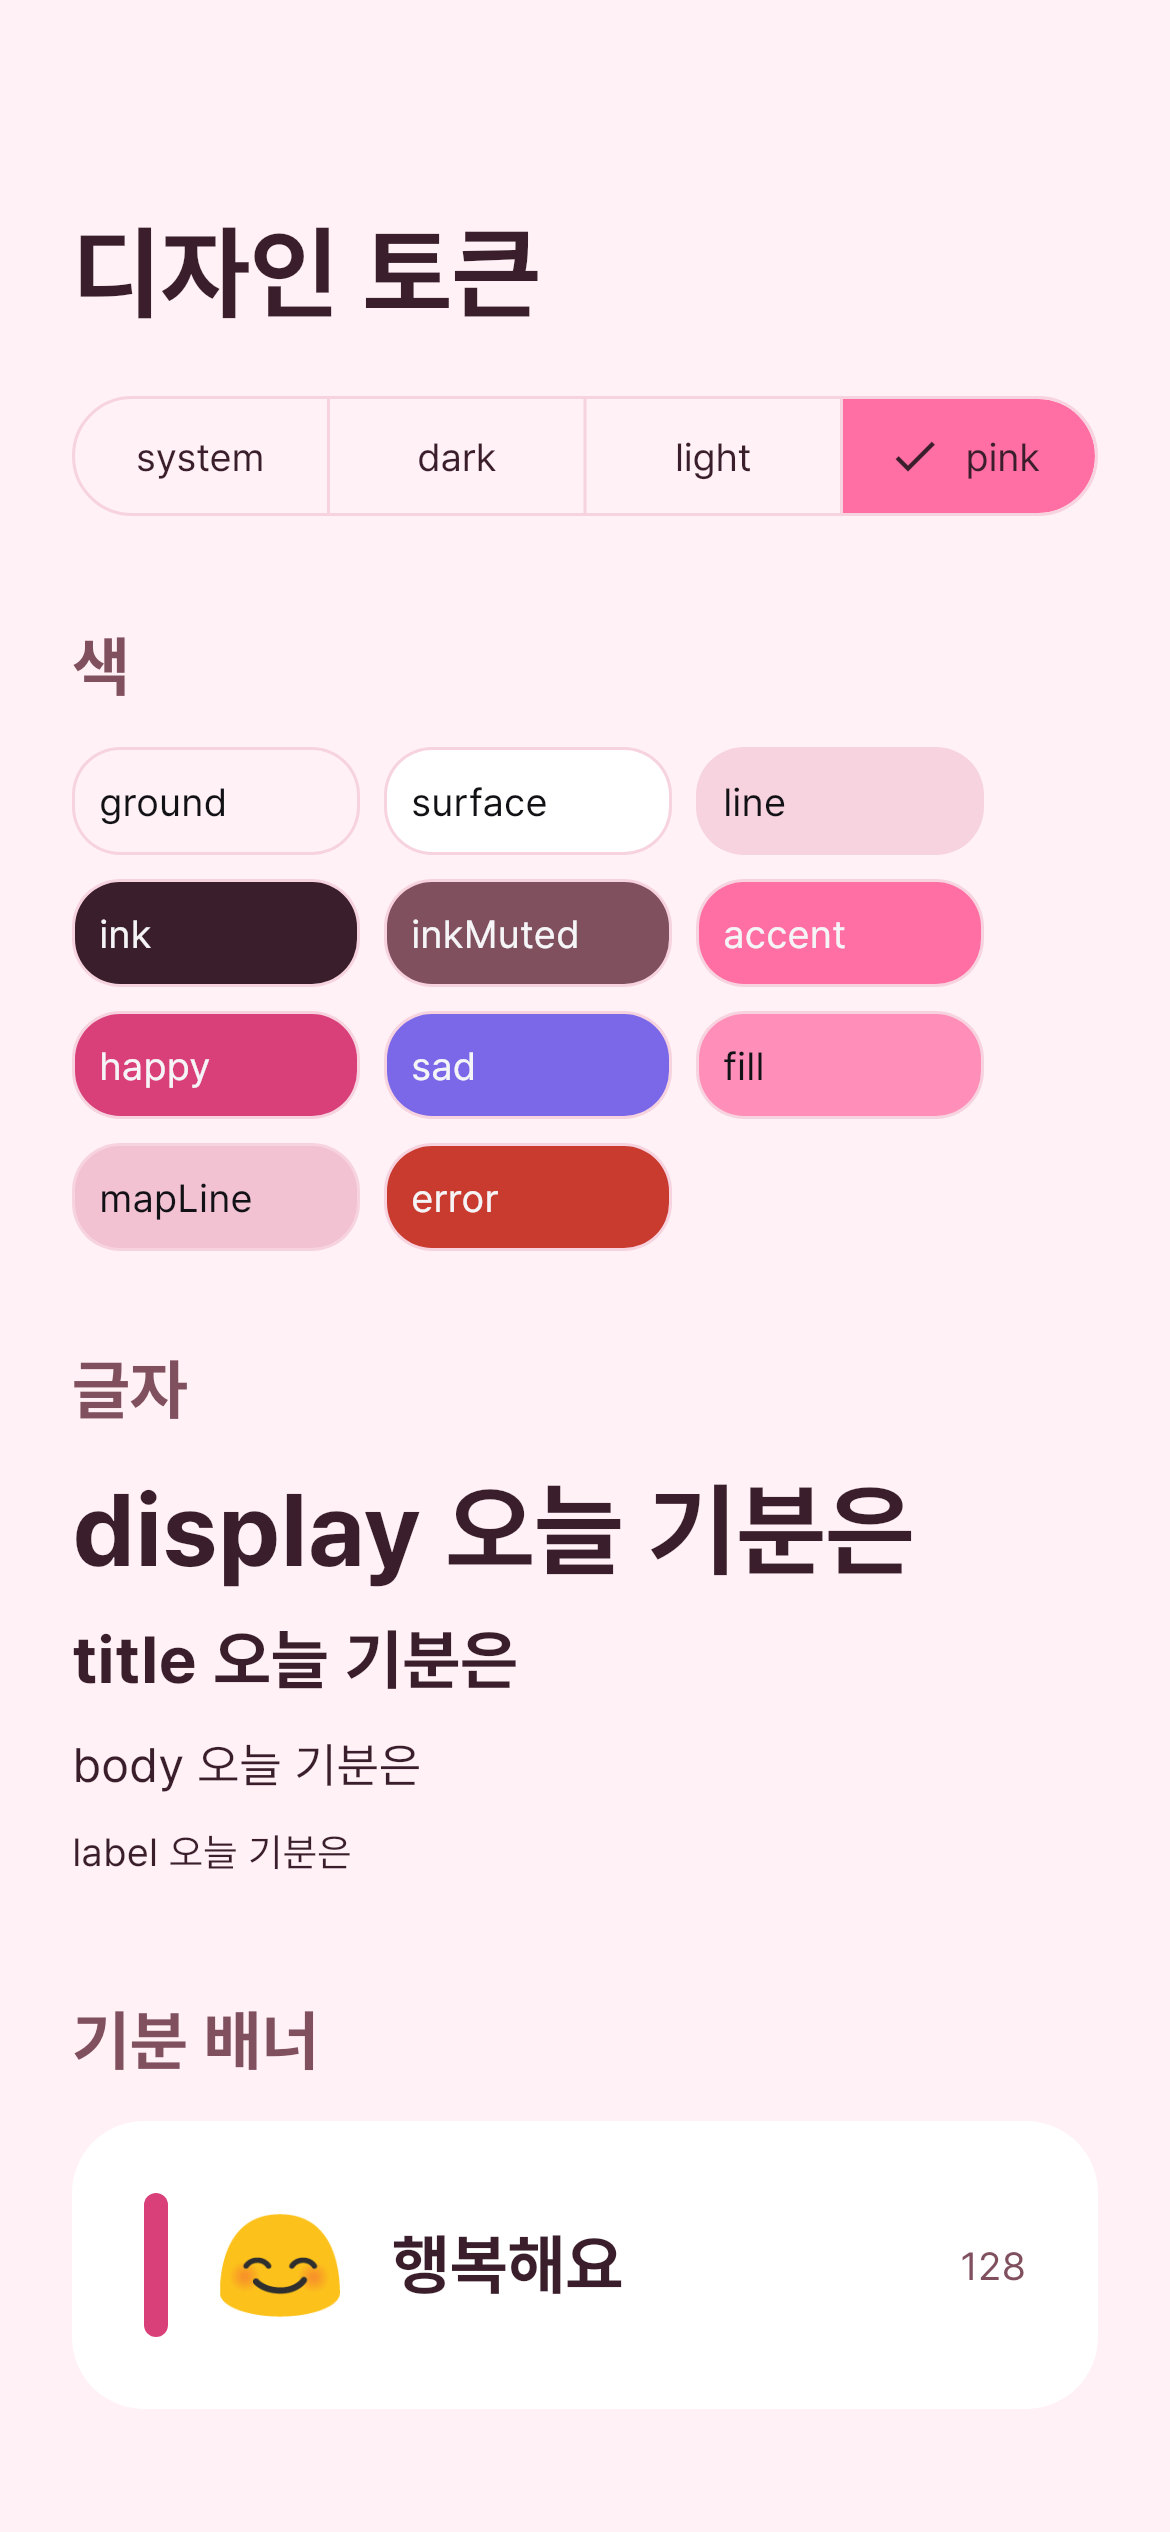 디자인 토큰
system dark light pink
색
ground surface line
ink inkMuted accent
happy sad fill
mapLine error
글자
display 오늘 기분은
title 오늘 기분은
body 오늘 기분은
label 오늘 기분은
기분 배너
행복해요 128